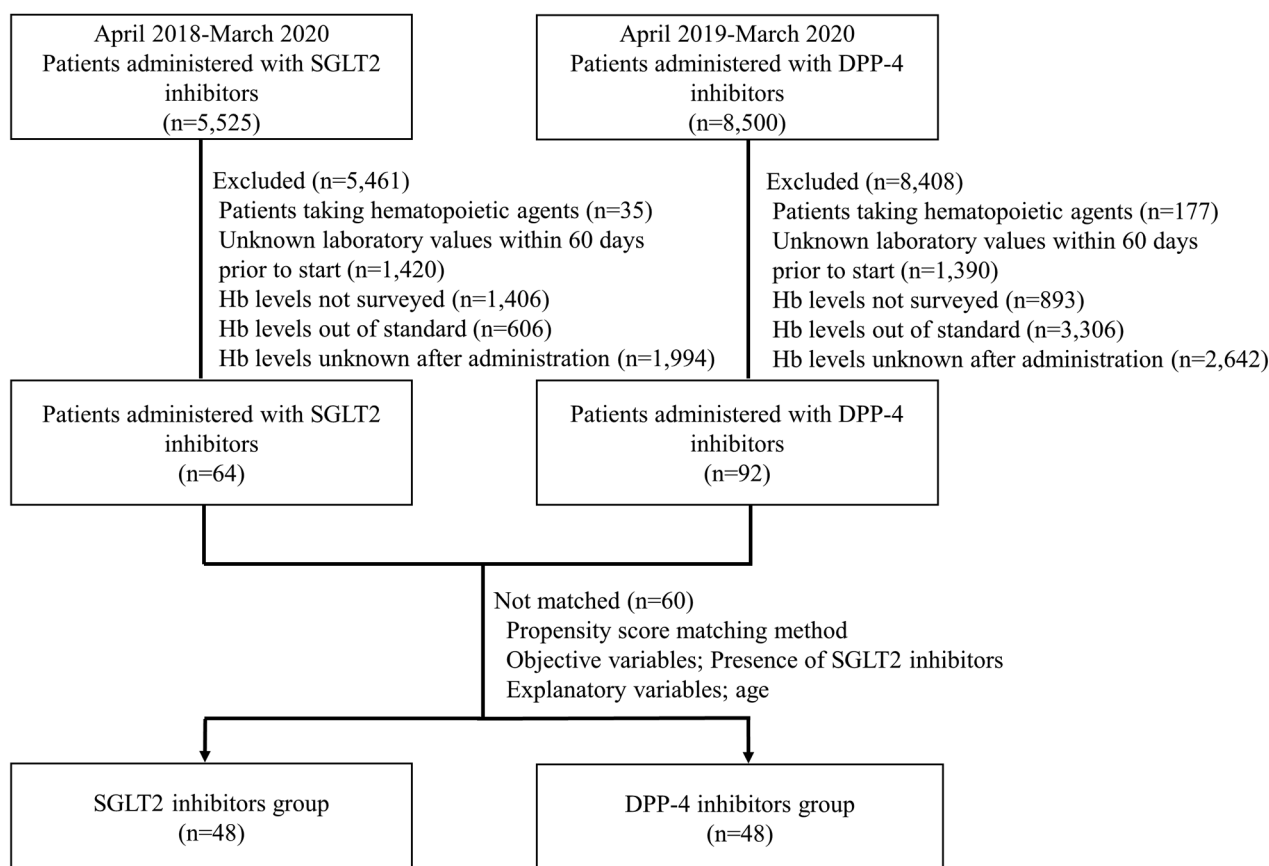 April 2018-March 2020
Patients administered with SGLT2
inhibitors
(n=5,525)
April 2019-March 2020
Patients administered with DPP-4
inhibitors
(n=8,500)
Excluded (n=5,461)
Patients taking hematopoietic agents (n=35)
Unknown laboratory values within 60 days
prior to start (n=1,420)
Hb levels not surveyed (n=1,406)
Hb levels out of standard (n=606)
Hb levels unknown after administration (n=1,994)
Excluded (n=8,408)
Patients taking hematopoietic agents (n=177)
Unknown laboratory values within 60 days
prior to start (n=1,390)
Hb levels not surveyed (n=893)
Hb levels out of standard (n=3,306)
Hb levels unknown after administration (n=2,642)
Patients administered with SGLT2
inhibitors
(n=64)
Patients administered with DPP-4
inhibitors
(n=92)
Not matched (n=60)
Propensity score matching method
Objective variables; Presence of SGLT2 inhibitors
Explanatory variables; age
SGLT2 inhibitors group
(n=48)
DPP-4 inhibitors group
(n=48)